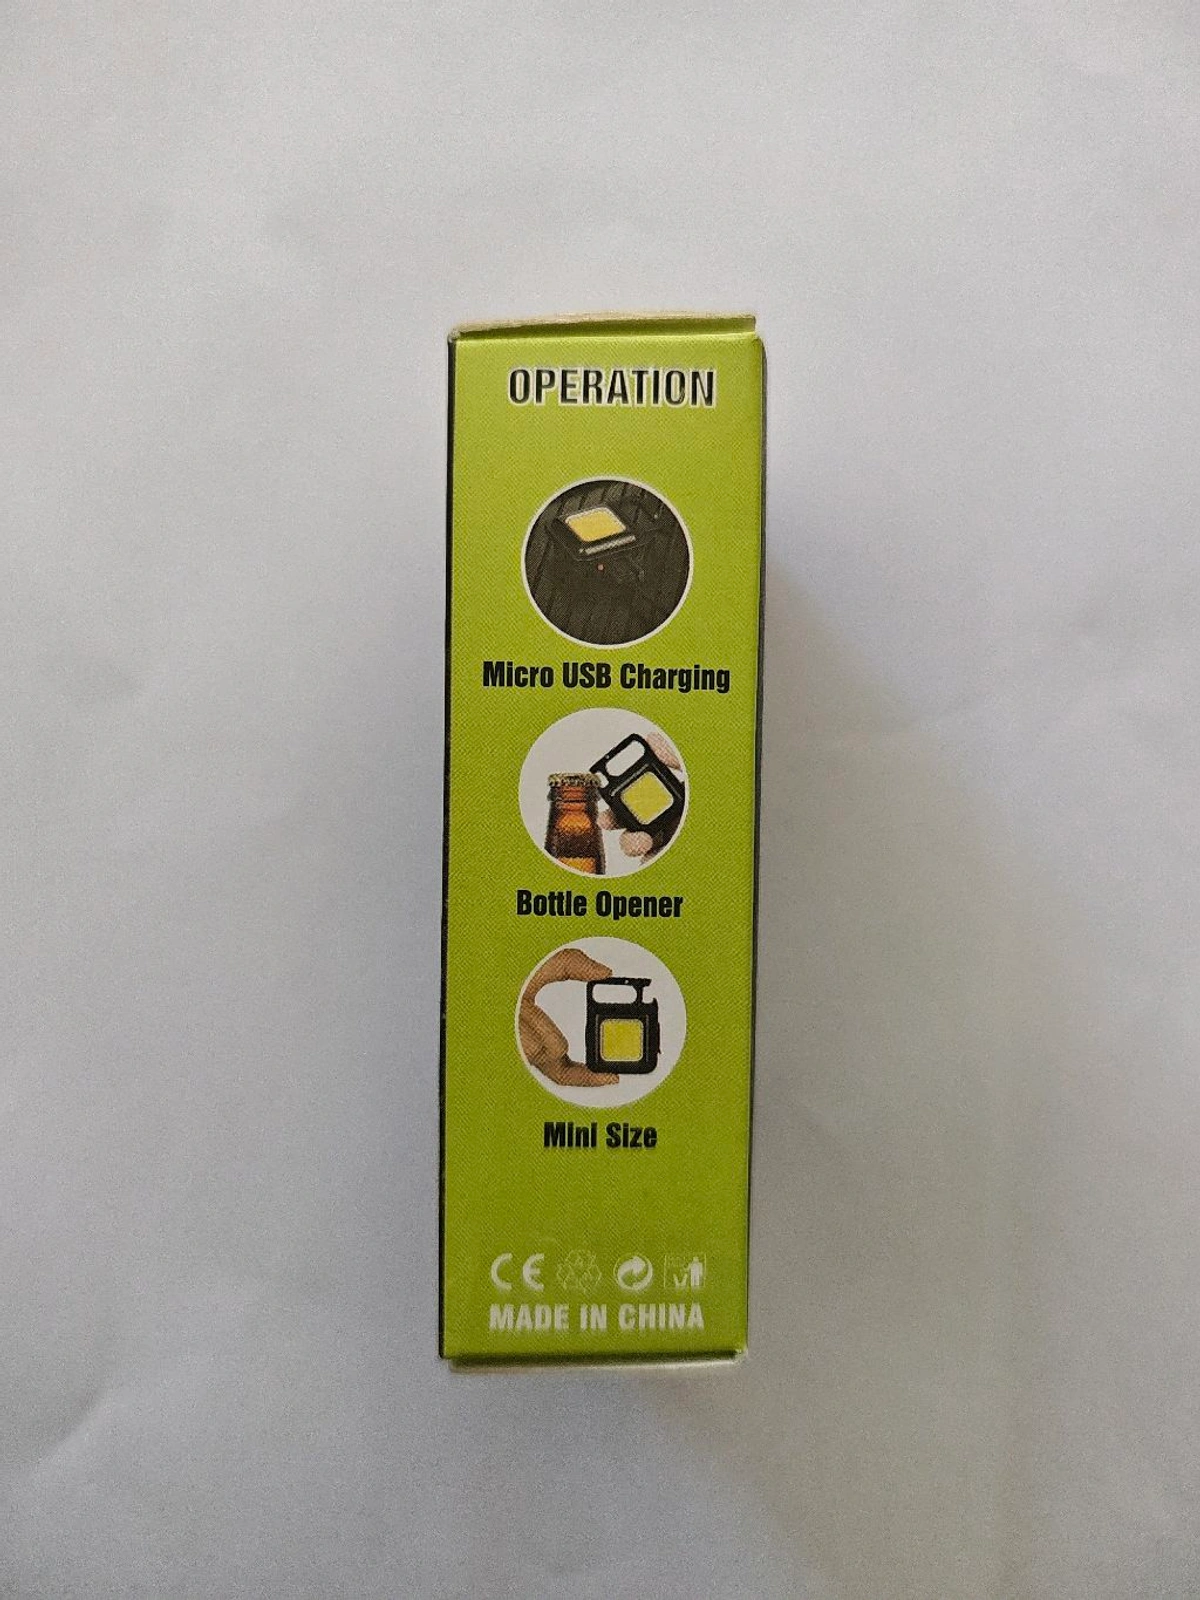 OPERATION
Micro USB Charging
Bottle Opener
Mini Size
CE
MADE IN CHINA